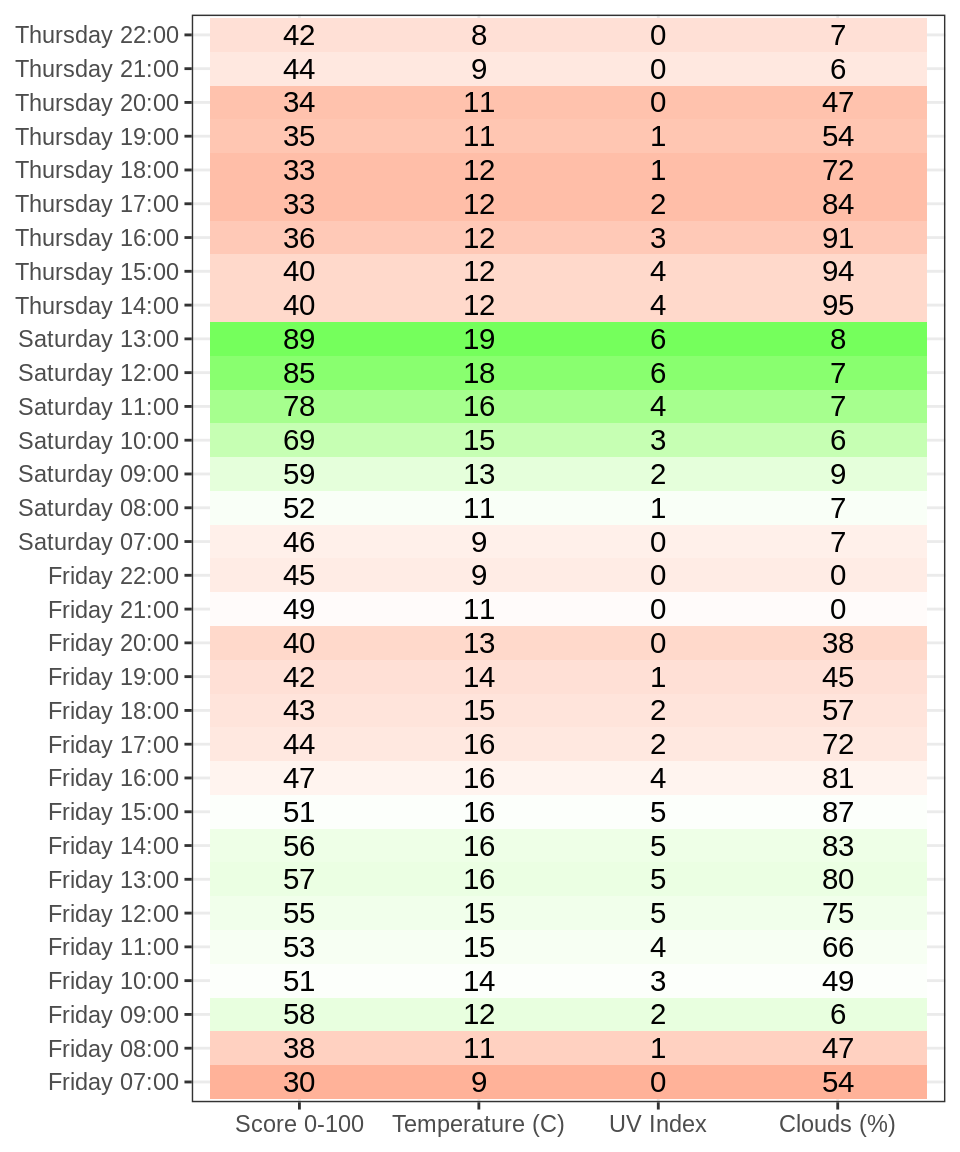 Thursday 22:00 42 8 0 7
Thursday 21:00 44 9 0 6
Thursday 20:00 34 11 0 47
Thursday 19:00 35 11 1 54
Thursday 18:00 33 12 1 72
Thursday 17:00 33 12 2 84
Thursday 16:00 36 12 3 91
Thursday 15:00 40 12 4 94
Thursday 14:00 40 12 4 95
Saturday 13:00 89 19 6 8
Saturday 12:00 85 18 6 7
Saturday 11:00 78 16 4 7
Saturday 10:00 69 15 3 6
Saturday 09:00 59 13 2 9
Saturday 08:00 52 11 1 7
Saturday 07:00 46 9 0 7
Friday 22:00 45 9 0 0
Friday 21:00 49 11 0 0
Friday 20:00 40 13 0 38
Friday 19:00 42 14 1 45
Friday 18:00 43 15 2 57
Friday 17:00 44 16 2 72
Friday 16:00 47 16 4 81
Friday 15:00 51 16 5 87
Friday 14:00 56 16 5 83
Friday 13:00 57 16 5 80
Friday 12:00 55 15 5 75
Friday 11:00 53 15 4 66
Friday 10:00 51 14 3 49
Friday 09:00 58 12 2 6
Friday 08:00 38 11 1 47
Friday 07:00 30 9 0 54
Score 0-100 Temperature (C) UV Index Clouds (%)